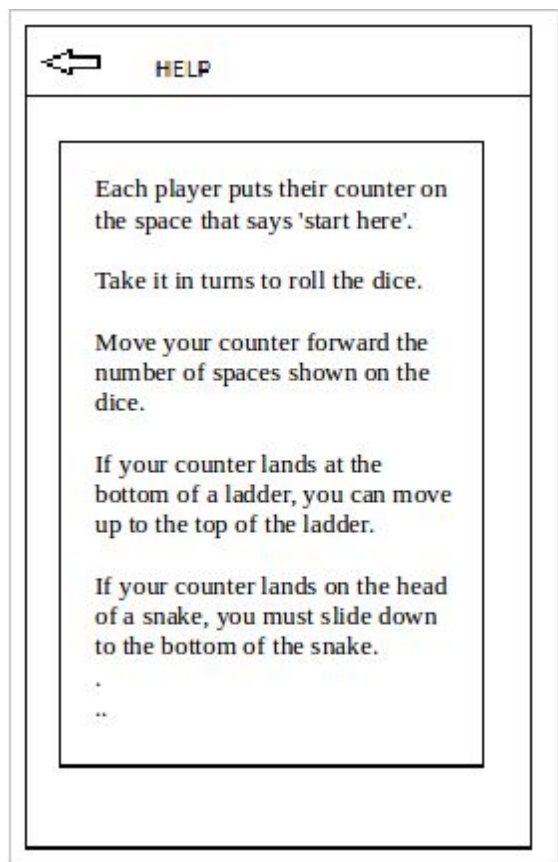 HELP
Each player puts their counter on
the space that says 'start here'.
Take it in turns to roll the dice.
Move your counter forward the
number of spaces shown on the
dice.
If your counter lands at the
bottom of a ladder, you can move
up to the top of the ladder.
If your counter lands on the head
of a snake, you must slide down
to the bottom of the snake.
.
..